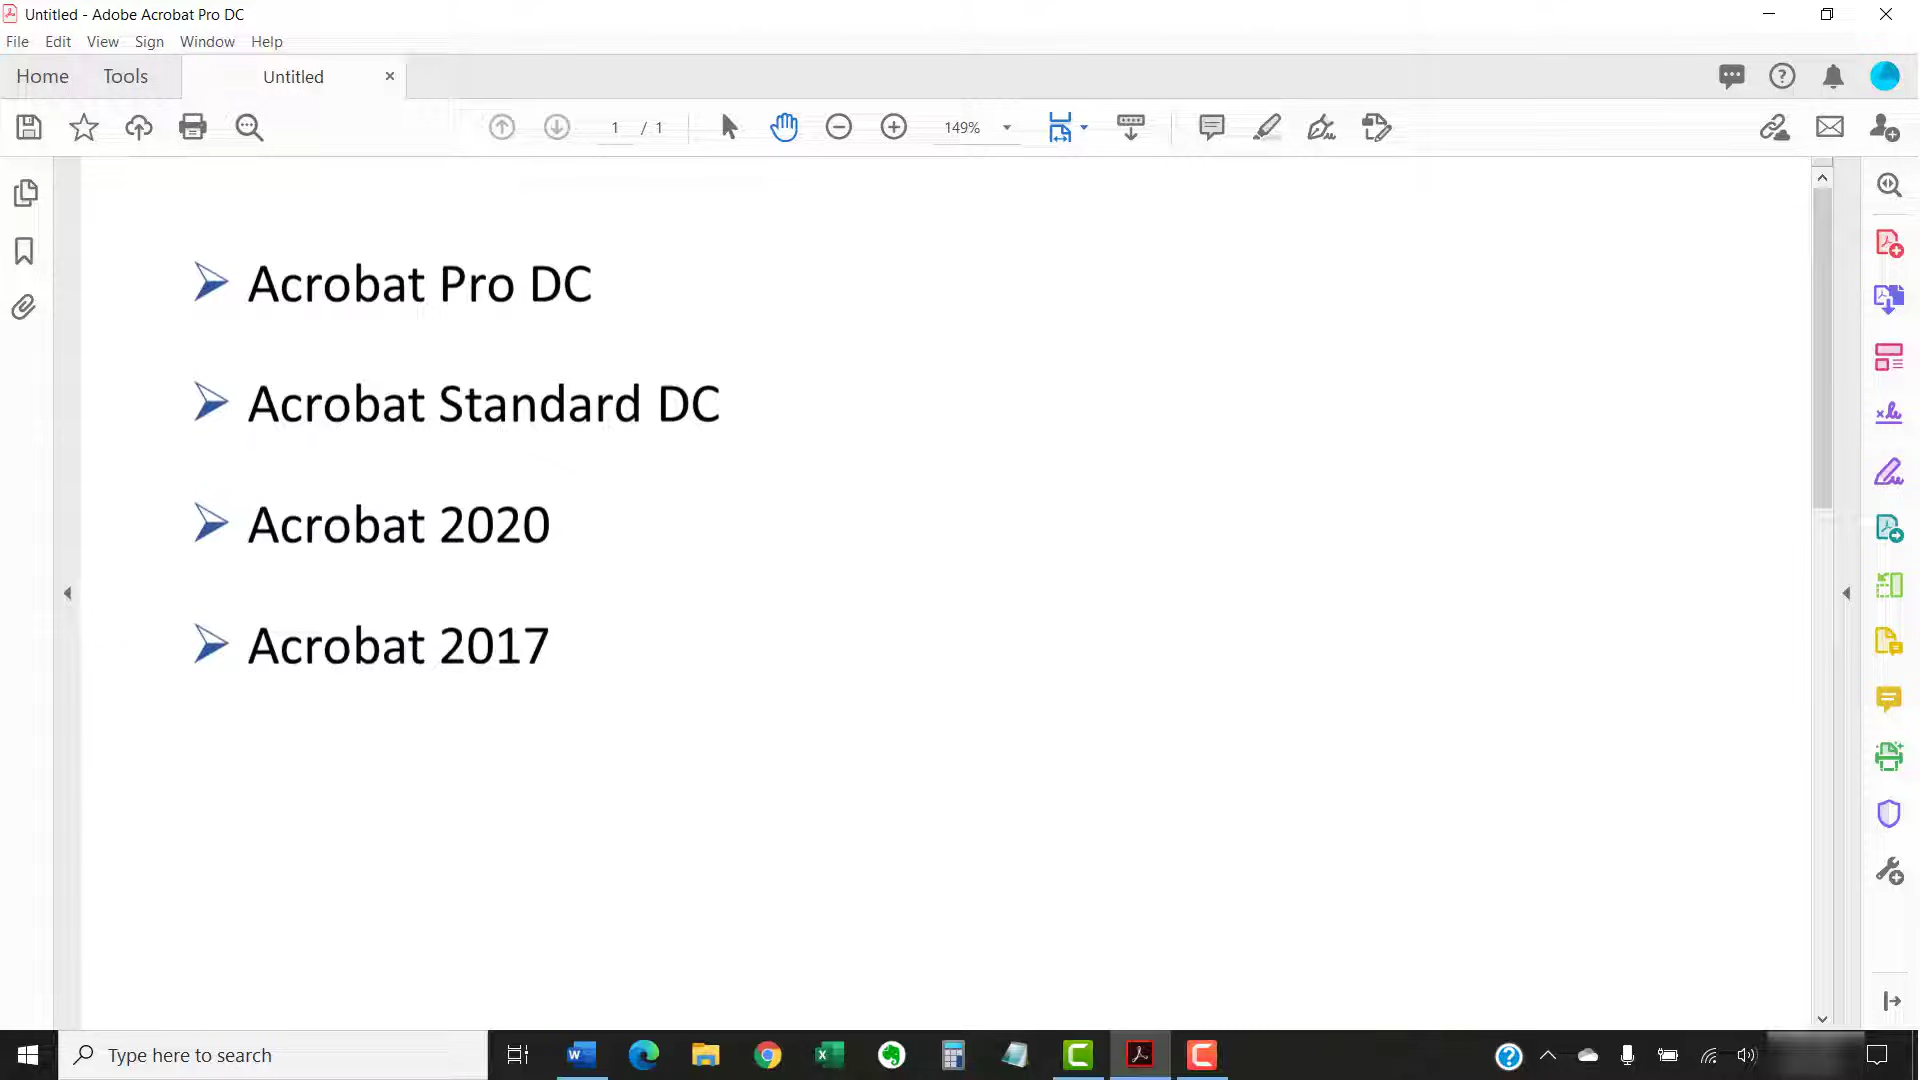 Untitled - Adobe Acrobat Pro DC
File Edit View Sign Window Help
Home Tools Untitled
1 / 1 149%
Acrobat Pro DC
Acrobat Standard DC
Acrobat 2020
Acrobat 2017
Type here to search